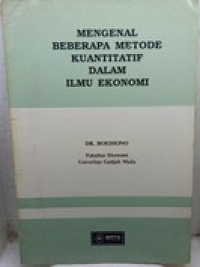 MENGENAL
BEBERAPA METODE
KUANTITATIF
DALAM
ILMU EKONOMI
DR. BOEDIONO
Fakultas Ekonomi
Universitas Gadjah Mada